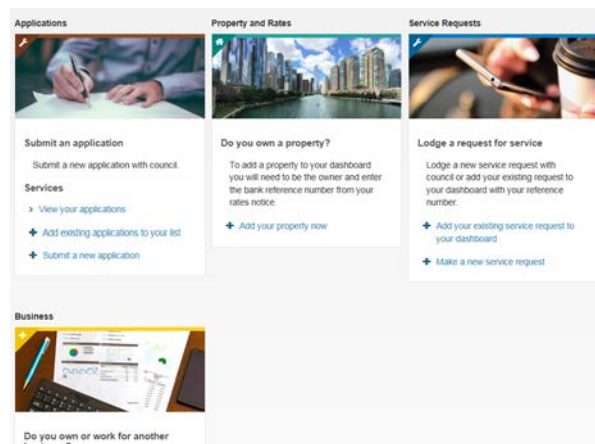 Applications
Submit an application
Submit a new application with council.
Services
View your applications
Add existing applications to your list
Submit a new application
Property and Rates
Do you own a property?
To add a property to your dashboard
you will need to be the owner and enter
the bank reference number from your
rates notice.
Add your property now
Service Requests
Lodge a request for service
Lodge a new service request with
council or add your existing request to
your dashboard with your reference
number.
Add your existing service request to
your dashboard
Make a new service request
Business
Do you own or work for another